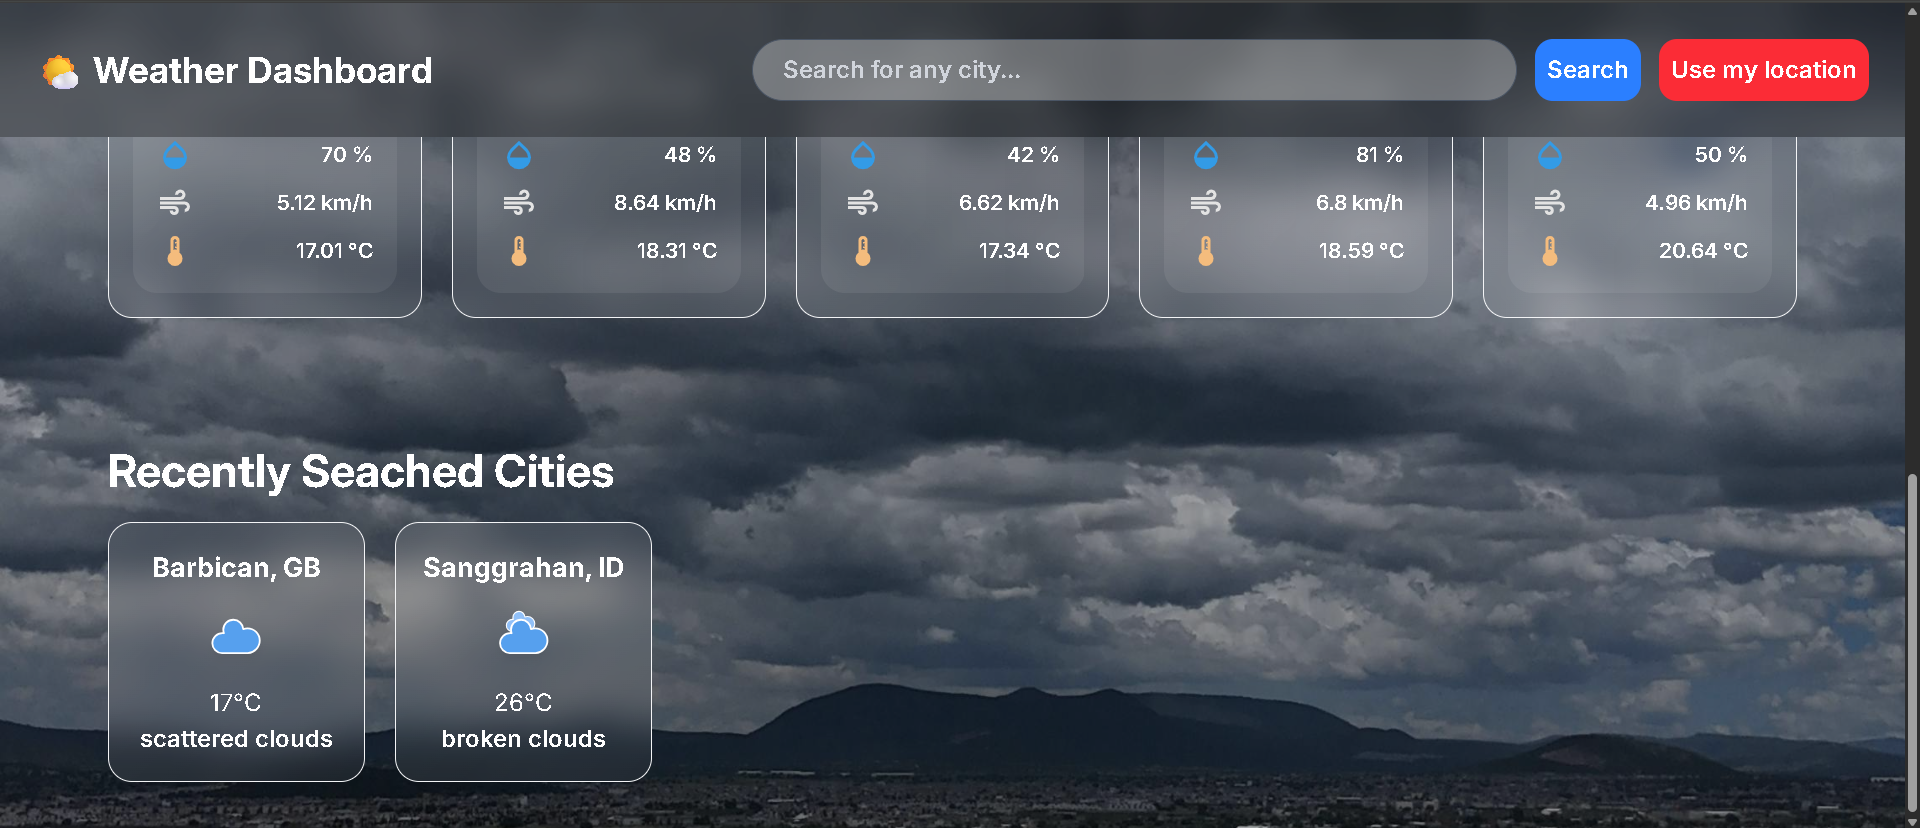 Weather Dashboard
Search for any city...
Search
Use my location
70 %
48 %
42 %
81 %
50 %
5.12 km/h
8.64 km/h
6.62 km/h
6.8 km/h
4.96 km/h
17.01 °C
18.31 °C
17.34 °C
18.59 °C
20.64 °C
Recently Seached Cities
Barbican, GB
17°C
scattered clouds
Sanggrahan, ID
26°C
broken clouds